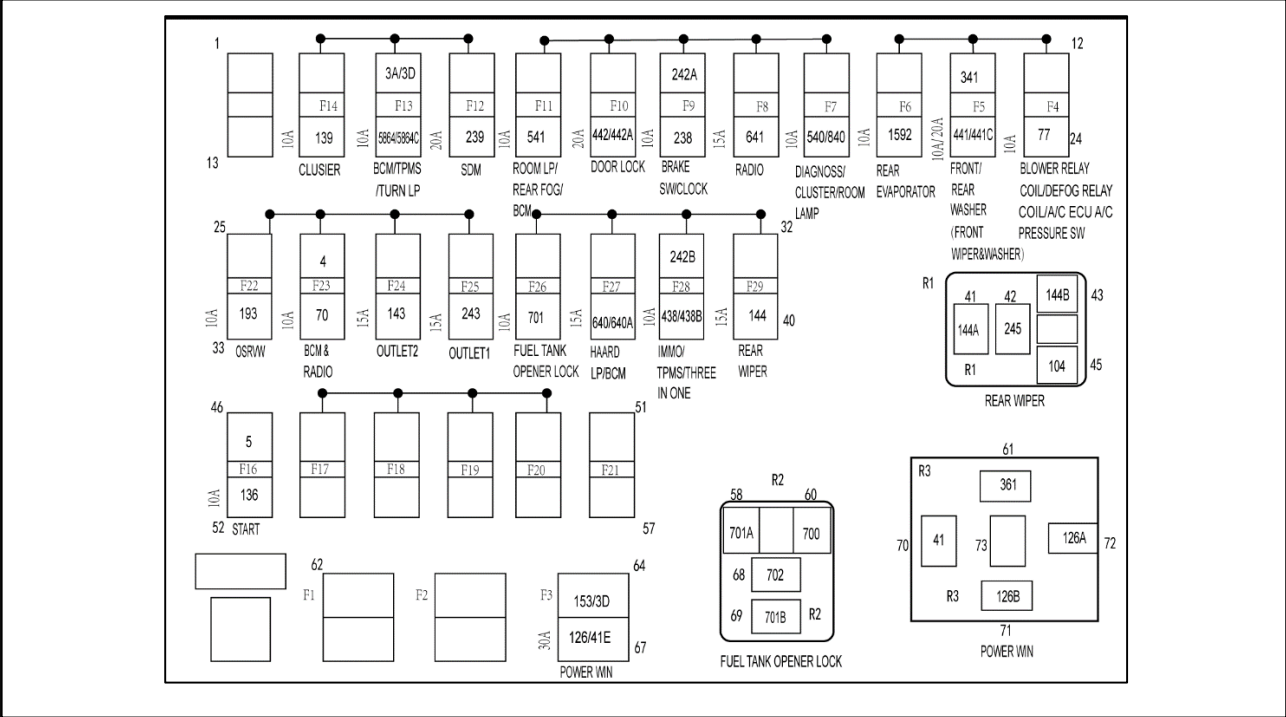 1
12
3A/3D
242A
341
F14
F13
F12
F11
F10
F9
F8
F7
F6
F5
F4
10A
139
10A
5864/5864C
20A
239
10A
541
20A
442/442A
10A
238
15A
641
10A
540/840
10A
1592
10A/20A
441/441C
10A
77
13
24
CLUSIER
BCM/TPMS
/TURN LP
SDM
ROOM LP/
REAR FOG/
BCM
DOOR LOCK
BRAKE
SW/CLOCK
RADIO
DIAGNOSS/
CLUSTER/ROOM
LAMP
REAR
EVAPORATOR
FRONT/
REAR
WASHER
(FRONT
WIPER&WASHER)
BLOWER RELAY
COIL/DEFOG RELAY
COIL/A/C ECU A/C
PRESSURE SW
25
32
4
242B
F22
F23
F24
F25
F26
F27
F28
F29
10A
193
10A
70
15A
143
15A
243
10A
701
15A
640/640A
10A
438/438B
15A
144
33
40
OSRVW
BCM &
RADIO
OUTLET2
OUTLET1
FUEL TANK
OPENER LOCK
HAARD
LP/BCM
IMMO/
TPMS/THREE
IN ONE
REAR
WIPER
R1
41
42
144B
43
144A
245
R1
104
45
REAR WIPER
46
51
5
F16
F17
F18
F19
F20
F21
10A
136
52
START
57
62
64
F1
F2
F3
153/3D
30A
126/41E
67
POWER WIN
R2
58
60
701A
700
68
702
69
701B
R2
FUEL TANK OPENER LOCK
61
R3
361
70
41
73
126A
72
R3
126B
71
POWER WIN